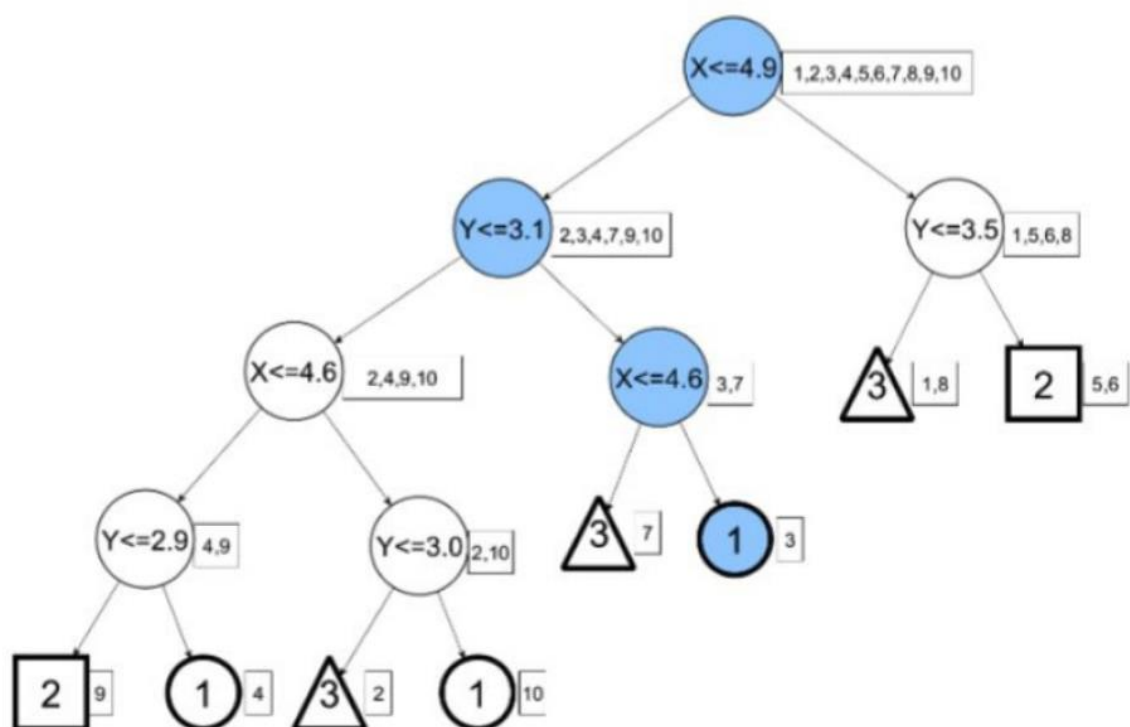 X<=4.9 1,2,3,4,5,6,7,8,9,10
Y<=3.1 2,3,4,7,9,10 Y<=3.5 1,5,6,8
X<=4.6 2,4,9,10 X<=4.6 3,7 3 1,8 2 5,6
Y<=2.9 4,9 Y<=3.0 2,10 3 7 1 3
2 9 1 4 3 2 1 10